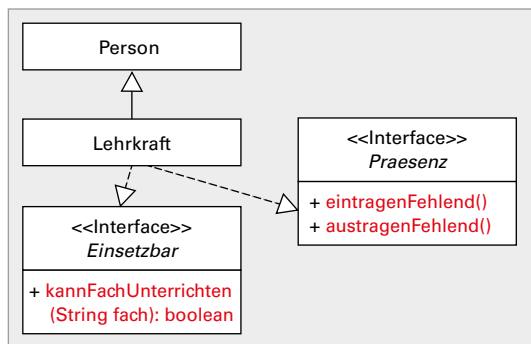 Person
Lehrkraft
<<Interface>>
Praesenz
+ eintragenFehlend()
+ austragenFehlend()
<<Interface>>
Einsetzbar
+ kannFachUnterrichten
(String fach): boolean